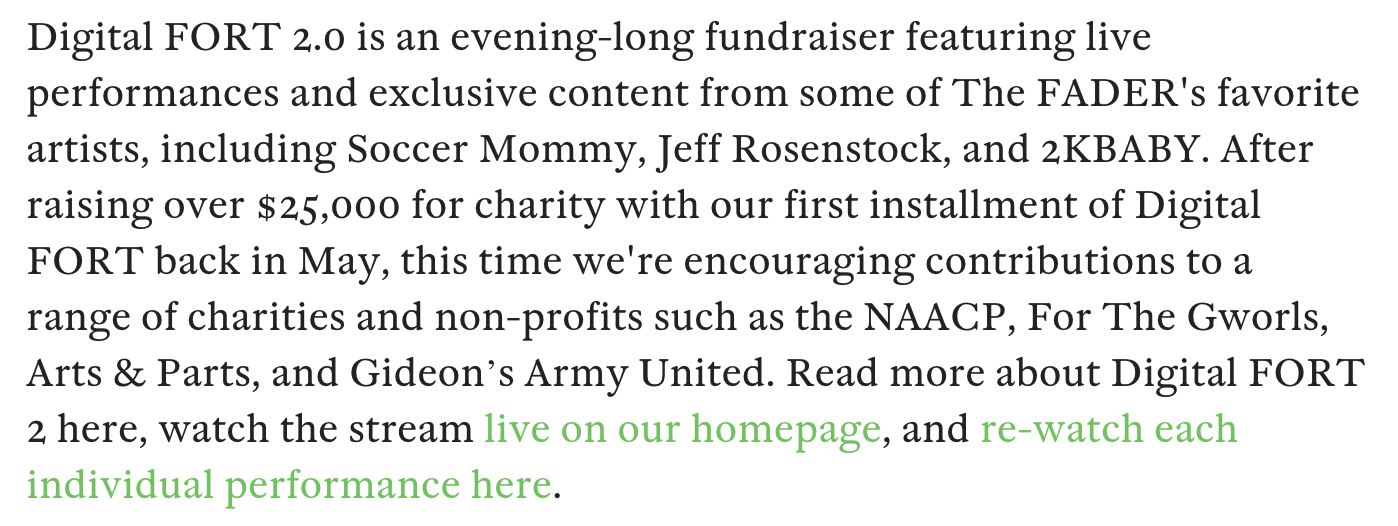 Digital FORT 2.0 is an evening-long fundraiser featuring live
performances and exclusive content from some of The FADER's favorite
artists, including Soccer Mommy, Jeff Rosenstock, and 2KBABY. After
raising over $25,000 for charity with our first installment of Digital
FORT back in May, this time we're encouraging contributions to a
range of charities and non-profits such as the NAACP, For The Gworls,
Arts & Parts, and Gideon’s Army United. Read more about Digital FORT
2 here, watch the stream live on our homepage, and re-watch each
individual performance here.